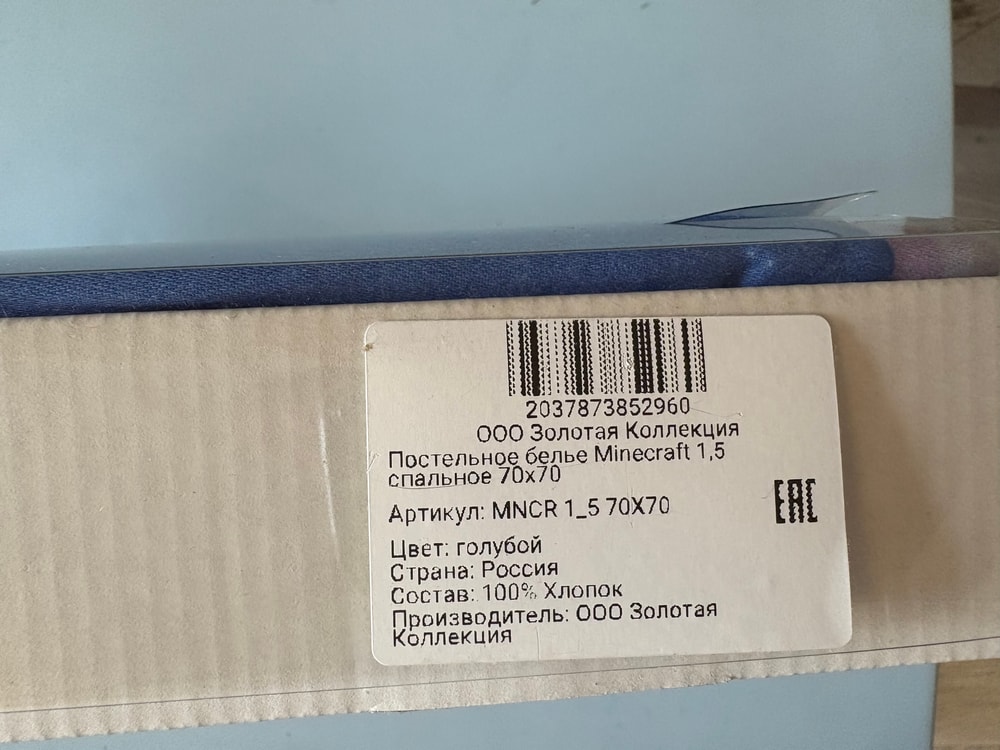 2037873852960
ООО Золотая Коллекция
Постельное белье Minecraft 1,5
спальное 70х70
Артикул: MNCR 1_5 70X70
EAC
Цвет: голубой
Страна: Россия
Состав: 100% Хлопок
Производитель: ООО Золотая
Коллекция